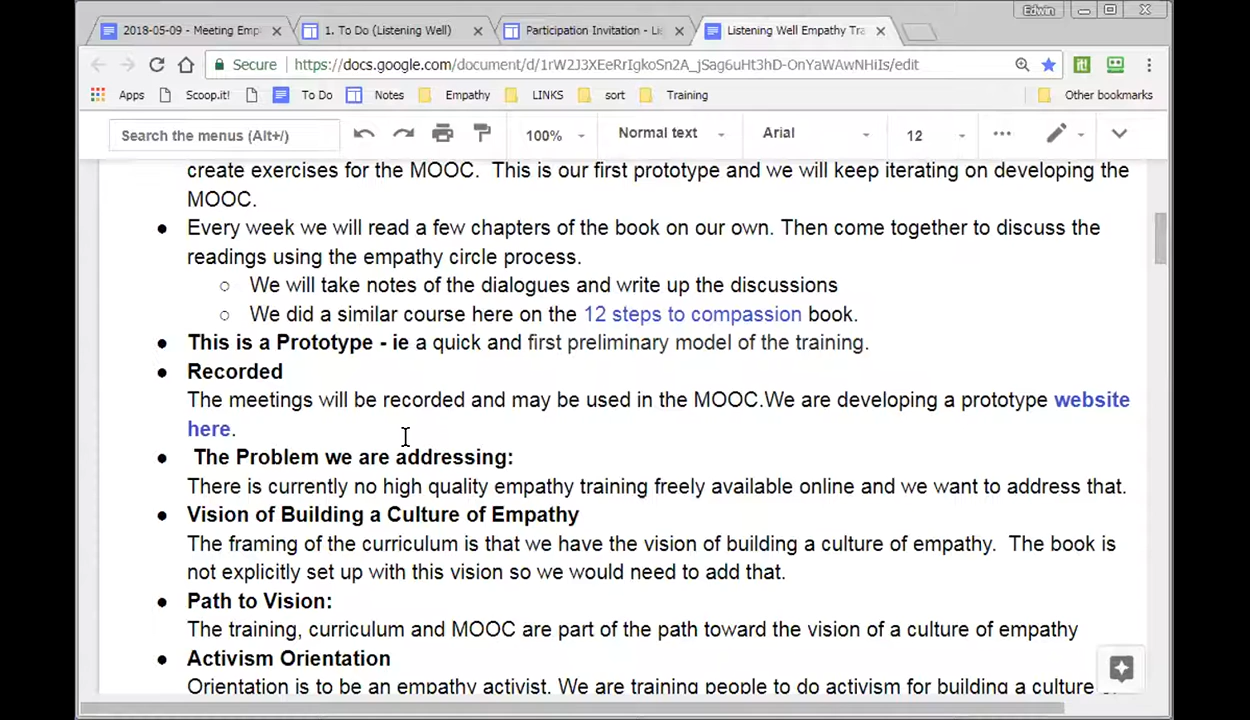 Edwin
2018-05-09 - Meeting Emp
1. To Do (Listening Well)
Participation Invitation - Lis
Listening Well Empathy Tra
Secure
https://docs.google.com/document/d/1rW2J3XEeRrIgkoSn2A_jSag6uHt3hD-OnYaWAwNHiIs/edit
Apps
Scoop.it!
To Do
Notes
Empathy
LINKS
sort
Training
Other bookmarks
Search the menus (Alt+/)
100%
Normal text
Arial
12
create exercises for the MOOC. This is our first prototype and we will keep iterating on developing the
MOOC.
Every week we will read a few chapters of the book on our own. Then come together to discuss the
readings using the empathy circle process.
We will take notes of the dialogues and write up the discussions
We did a similar course here on the 12 steps to compassion book.
This is a Prototype - ie a quick and first preliminary model of the training.
Recorded
The meetings will be recorded and may be used in the MOOC.We are developing a prototype website
here.
The Problem we are addressing:
There is currently no high quality empathy training freely available online and we want to address that.
Vision of Building a Culture of Empathy
The framing of the curriculum is that we have the vision of building a culture of empathy. The book is
not explicitly set up with this vision so we would need to add that.
Path to Vision:
The training, curriculum and MOOC are part of the path toward the vision of a culture of empathy
Activism Orientation
Orientation is to be an empathy activist. We are training people to do activism for building a culture